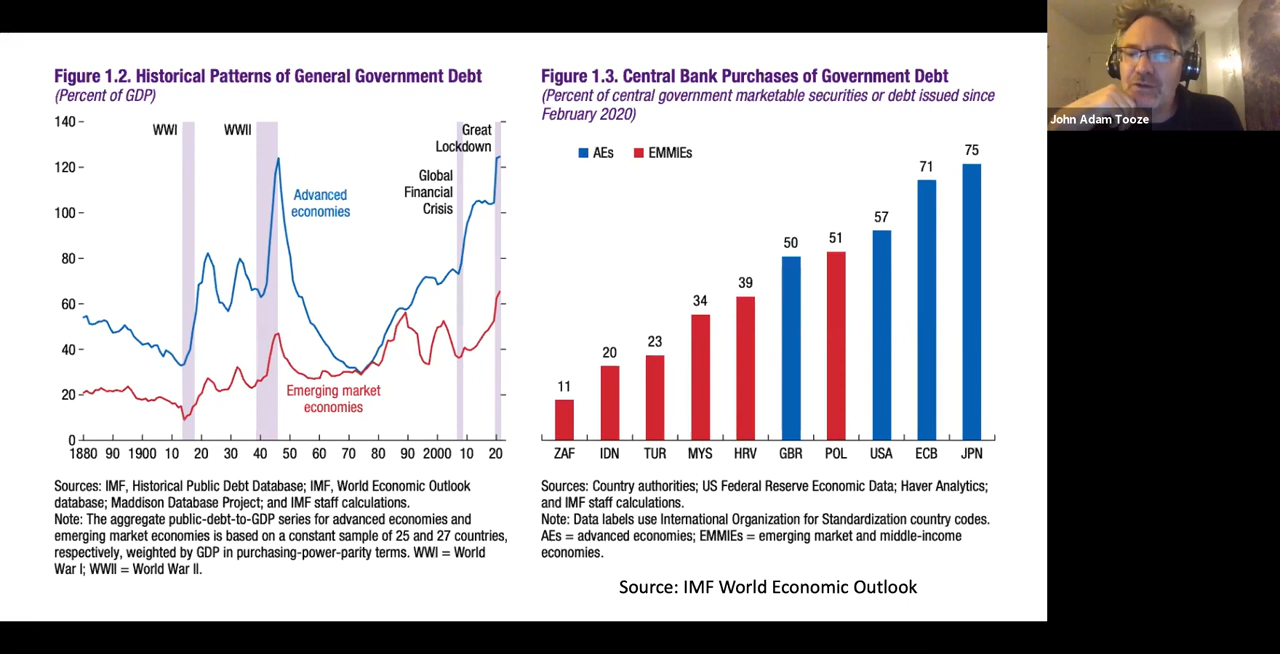 Figure 1.2. Historical Patterns of General Government Debt
(Percent of GDP)
140
120
100
80
60
40
20
0
WWI
WWII
Great
Lockdown
Global
Financial
Crisis
Advanced
economies
Emerging market
economies
1880 90 1900 10 20 30 40 50 60 70 80 90 2000 10 20
Sources: IMF, Historical Public Debt Database; IMF, World Economic Outlook
database; Maddison Database Project; and IMF staff calculations.
Note: The aggregate public-debt-to-GDP series for advanced economies and
emerging market economies is based on a constant sample of 25 and 27 countries,
respectively, weighted by GDP in purchasing-power-parity terms. WWI = World
War I; WWII = World War II.
Figure 1.3. Central Bank Purchases of Government Debt
(Percent of central government marketable securities or debt issued since
February 2020)
AEs EMMIEs
11 20 23 34 39 50 51 57 71 75
ZAF IDN TUR MYS HRV GBR POL USA ECB JPN
Sources: Country authorities; US Federal Reserve Economic Data; Haver Analytics;
and IMF staff calculations.
Note: Data labels use International Organization for Standardization country codes.
AEs = advanced economies; EMMIEs = emerging market and middle-income
economies.
Source: IMF World Economic Outlook
John Adam Tooze